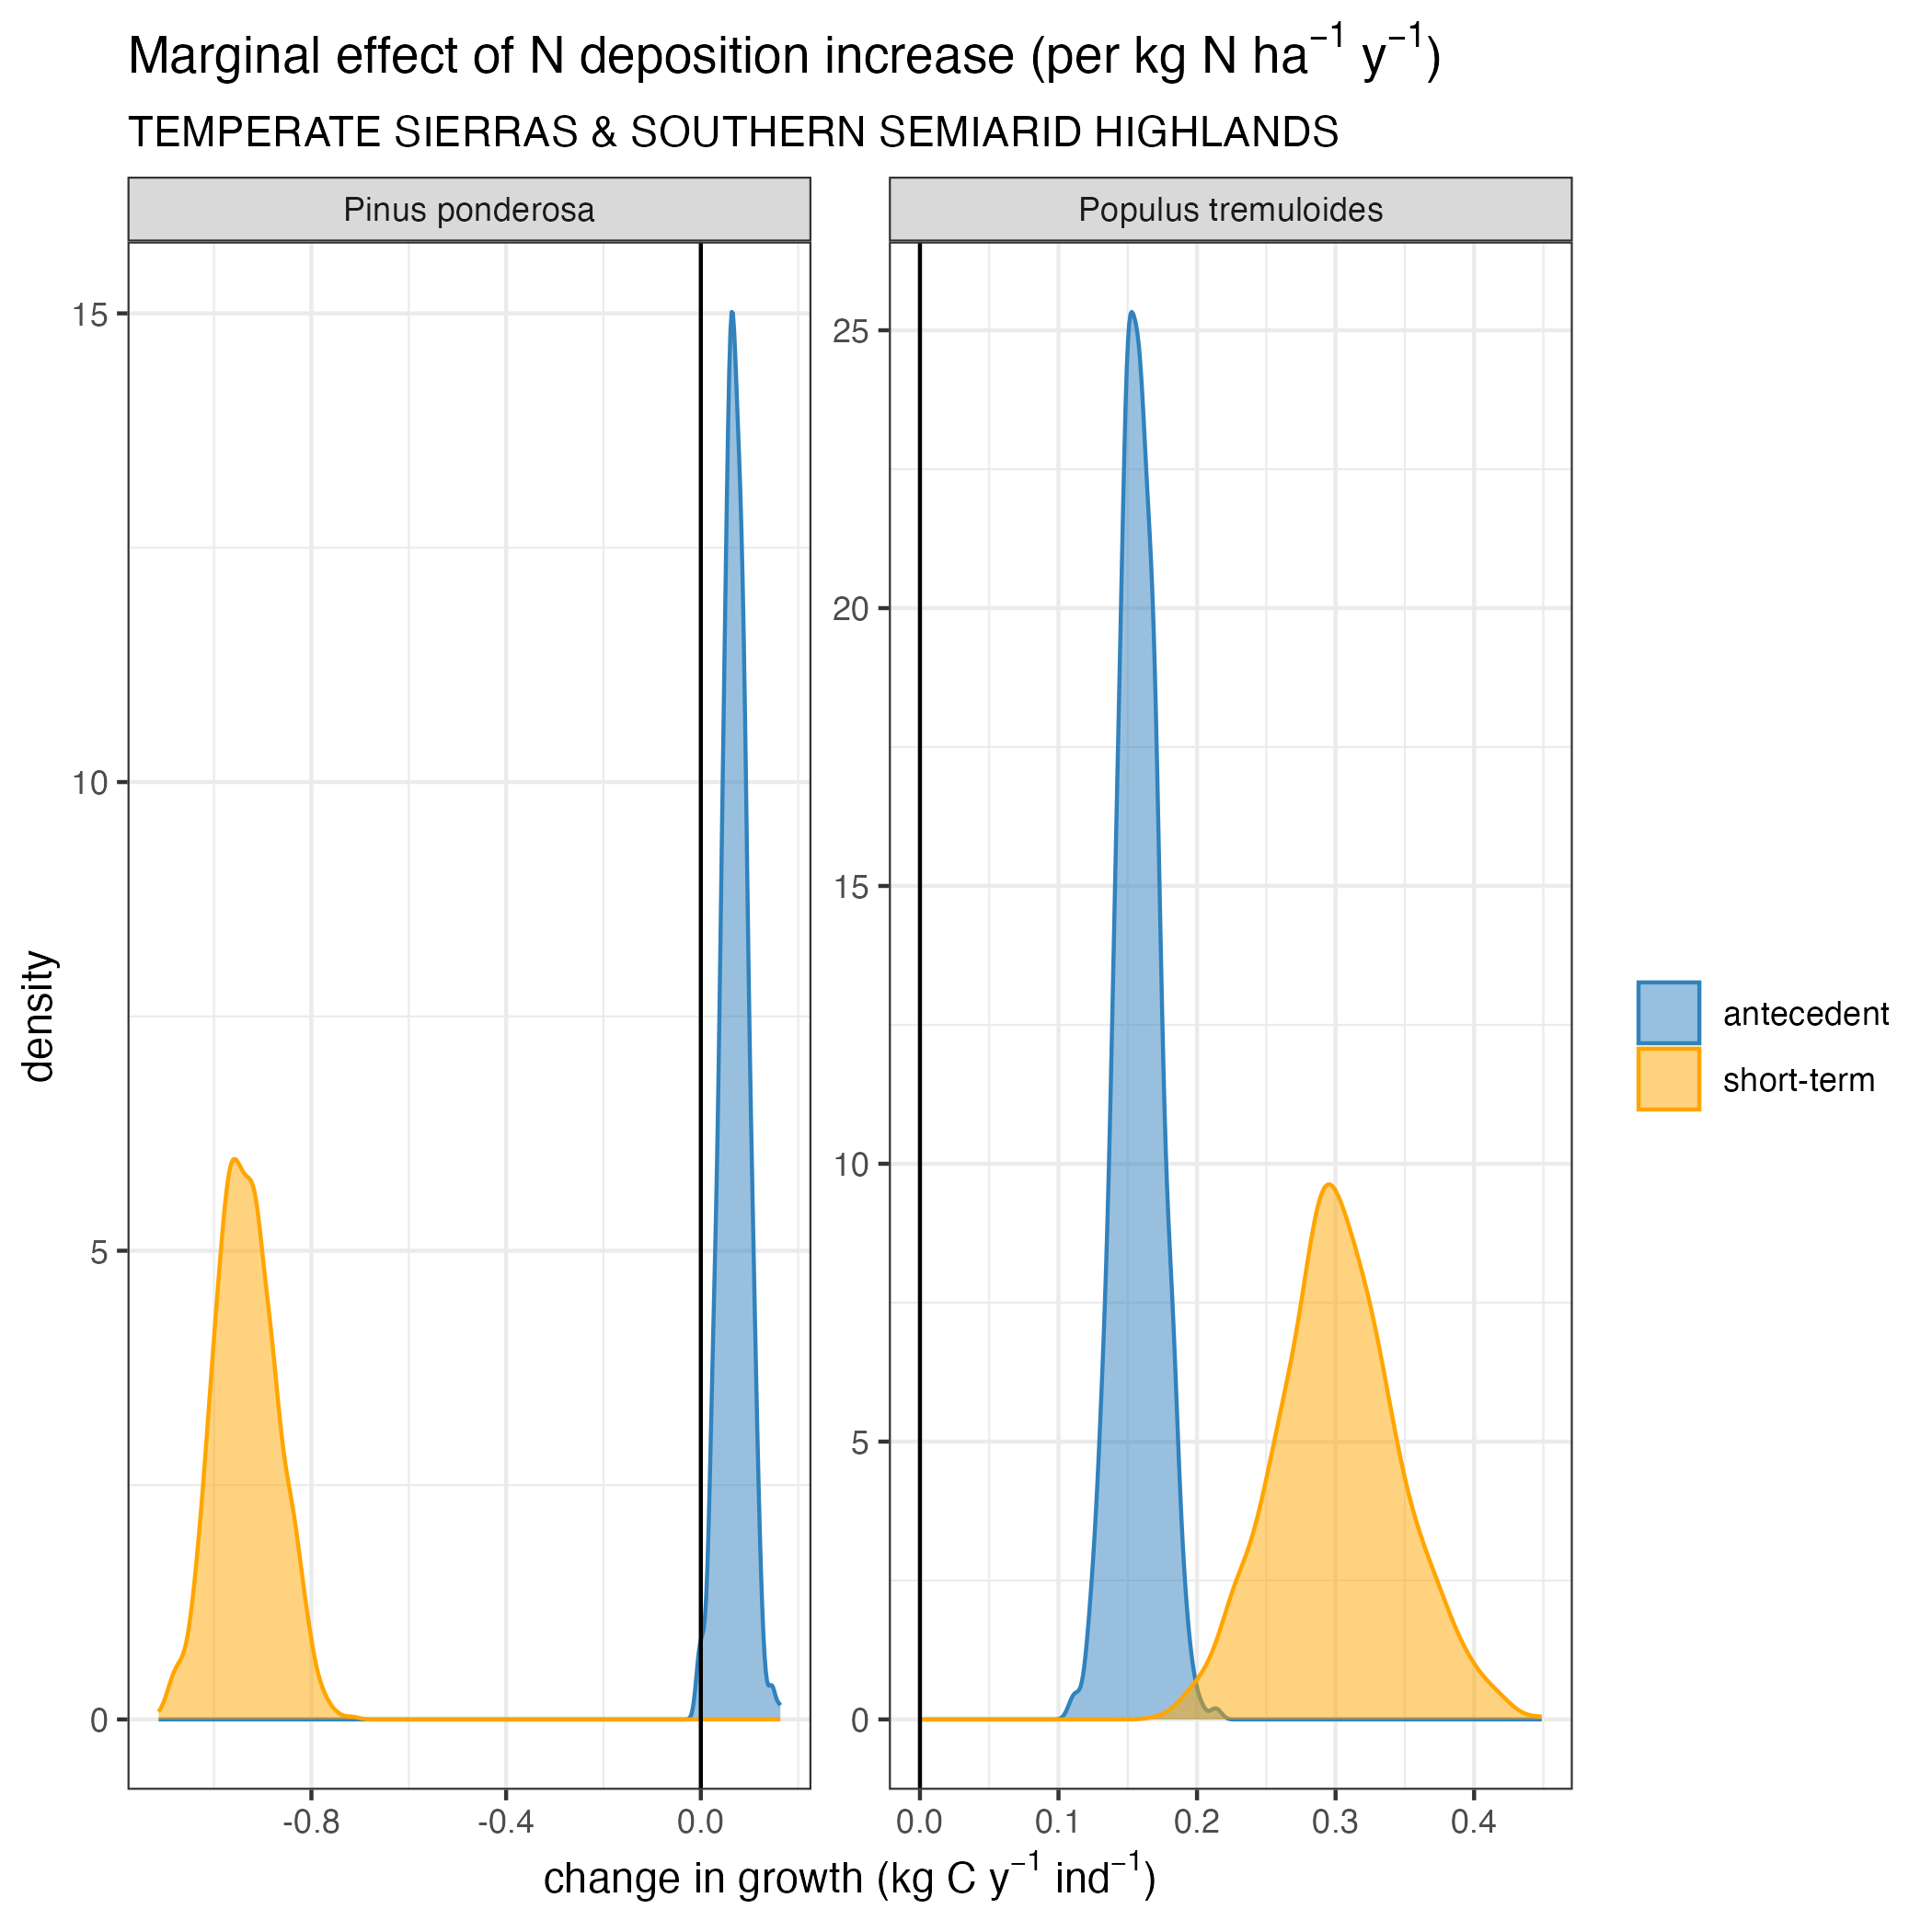 Marginal effect of N deposition increase (per kg N ha⁻¹ y⁻¹)
TEMPERATE SIERRAS & SOUTHERN SEMIARID HIGHLANDS
Pinus ponderosa
Populus tremuloides
15
10
5
0
25
20
15
10
5
0
density
-0.8 -0.4 0.0
0.0 0.1 0.2 0.3 0.4
change in growth (kg C y⁻¹ ind⁻¹)
antecedent
short-term